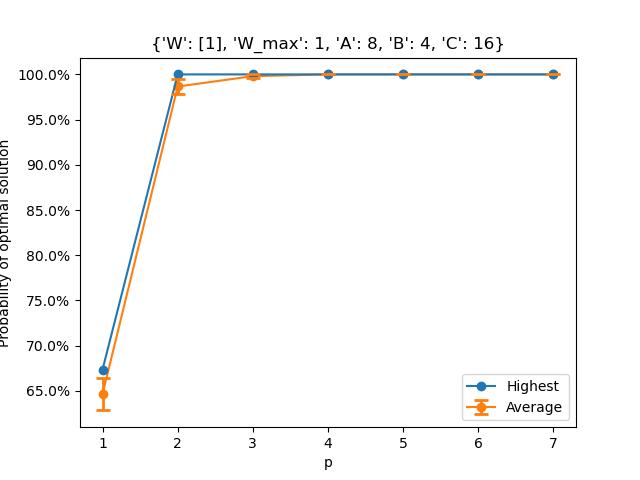 {'W': [1], 'W_max': 1, 'A': 8, 'B': 4, 'C': 16}
Probability of optimal solution
100.0%
95.0%
90.0%
85.0%
80.0%
75.0%
70.0%
65.0%
1 2 3 4 5 6 7
p
Highest
Average